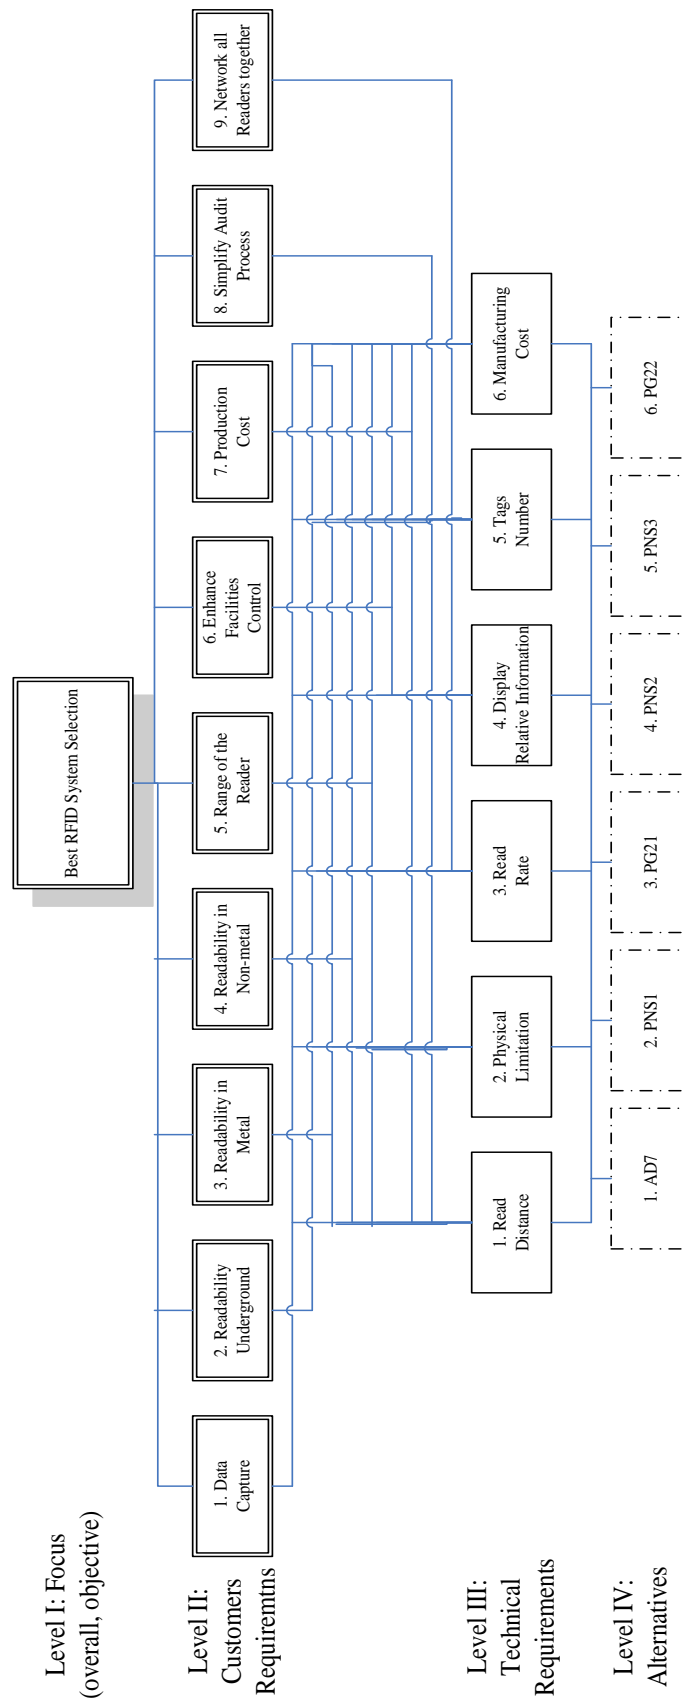 Level I: Focus
(overall, objective)
Best RFID System Selection
Level II:
Customers
Requiremtns
1. Data
Capture
2. Readability
Underground
3. Readability in
Metal
4. Readability in
Non-metal
5. Range of the
Reader
6. Enhance
Facilities
Control
7. Production
Cost
8. Simplify Audit
Process
9. Network all
Readers together
Level III:
Technical
Requirements
1. Read
Distance
2. Physical
Limitation
3. Read
Rate
4. Display
Relative Information
5. Tags
Number
6. Manufacturing
Cost
Level IV:
Alternatives
1. AD7
2. PNS1
3. PG21
4. PNS2
5. PNS3
6. PG22